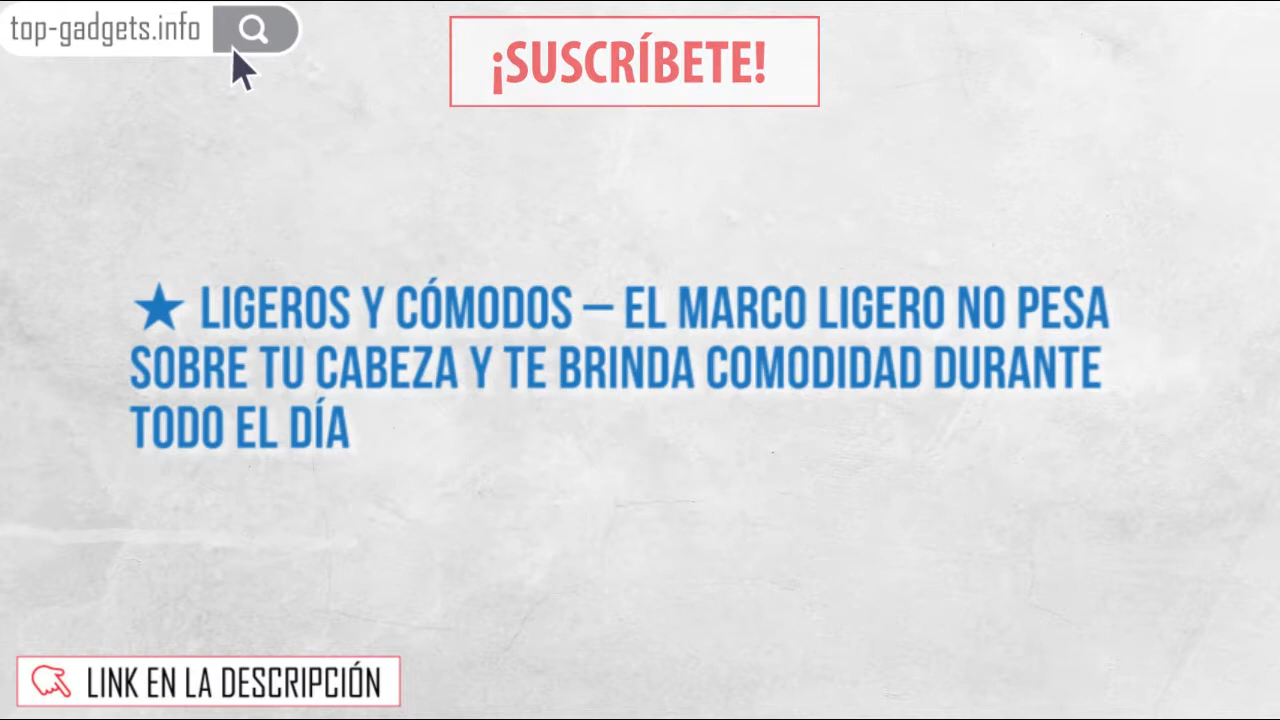 top-gadgets.info
¡SUSCRÍBETE!
★ LIGEROS Y CÓMODOS – EL MARCO LIGERO NO PESA
SOBRE TU CABEZA Y TE BRINDA COMODIDAD DURANTE
TODO EL DÍA
LINK EN LA DESCRIPCIÓN